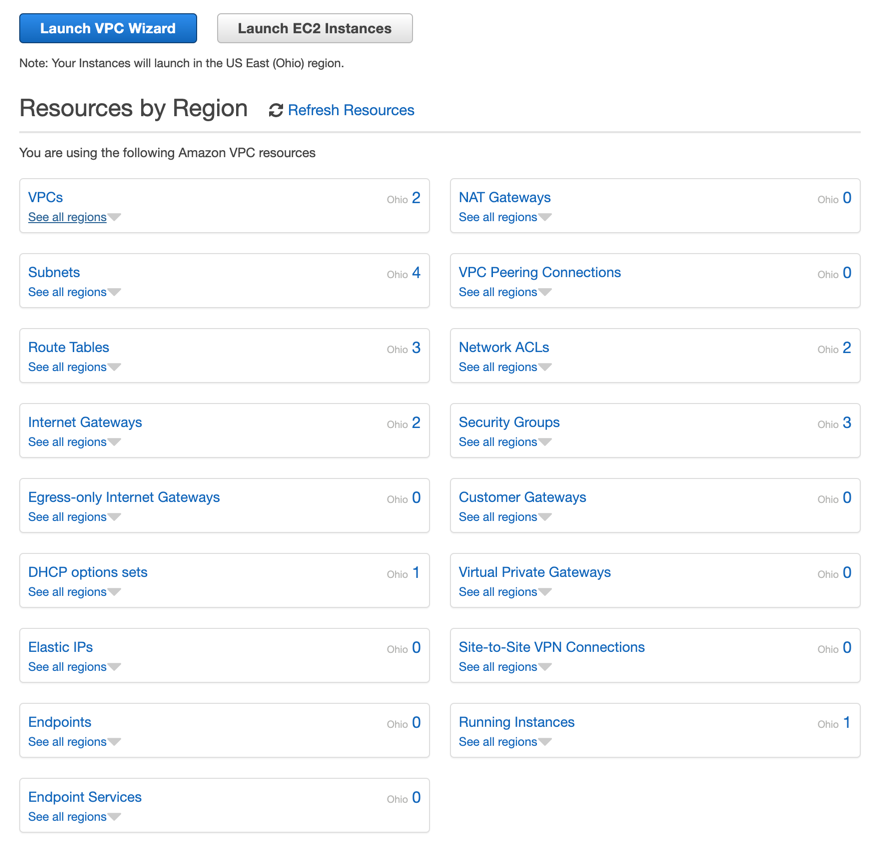 Launch VPC Wizard
Launch EC2 Instances
Note: Your Instances will launch in the US East (Ohio) region.
Resources by Region
Refresh Resources
You are using the following Amazon VPC resources
VPCs
Ohio 2
See all regions
NAT Gateways
Ohio 0
See all regions
Subnets
Ohio 4
See all regions
VPC Peering Connections
Ohio 0
See all regions
Route Tables
Ohio 3
See all regions
Network ACLs
Ohio 2
See all regions
Internet Gateways
Ohio 2
See all regions
Security Groups
Ohio 3
See all regions
Egress-only Internet Gateways
Ohio 0
See all regions
Customer Gateways
Ohio 0
See all regions
DHCP options sets
Ohio 1
See all regions
Virtual Private Gateways
Ohio 0
See all regions
Elastic IPs
Ohio 0
See all regions
Site-to-Site VPN Connections
Ohio 0
See all regions
Endpoints
Ohio 0
See all regions
Running Instances
Ohio 1
See all regions
Endpoint Services
Ohio 0
See all regions